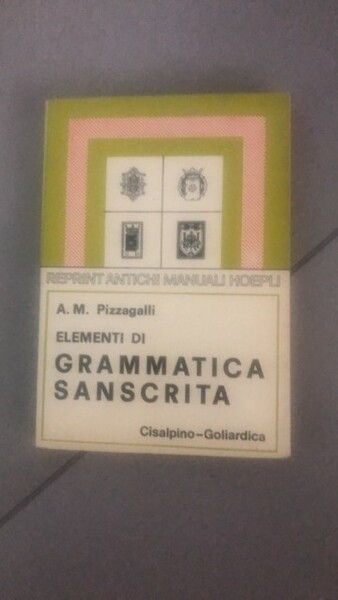 REPRINT ANTICHI MANUALI HOEPLI
A. M. Pizzagalli
ELEMENTI DI
GRAMMATICA
SANSCRITA
Cisalpino-Goliardica